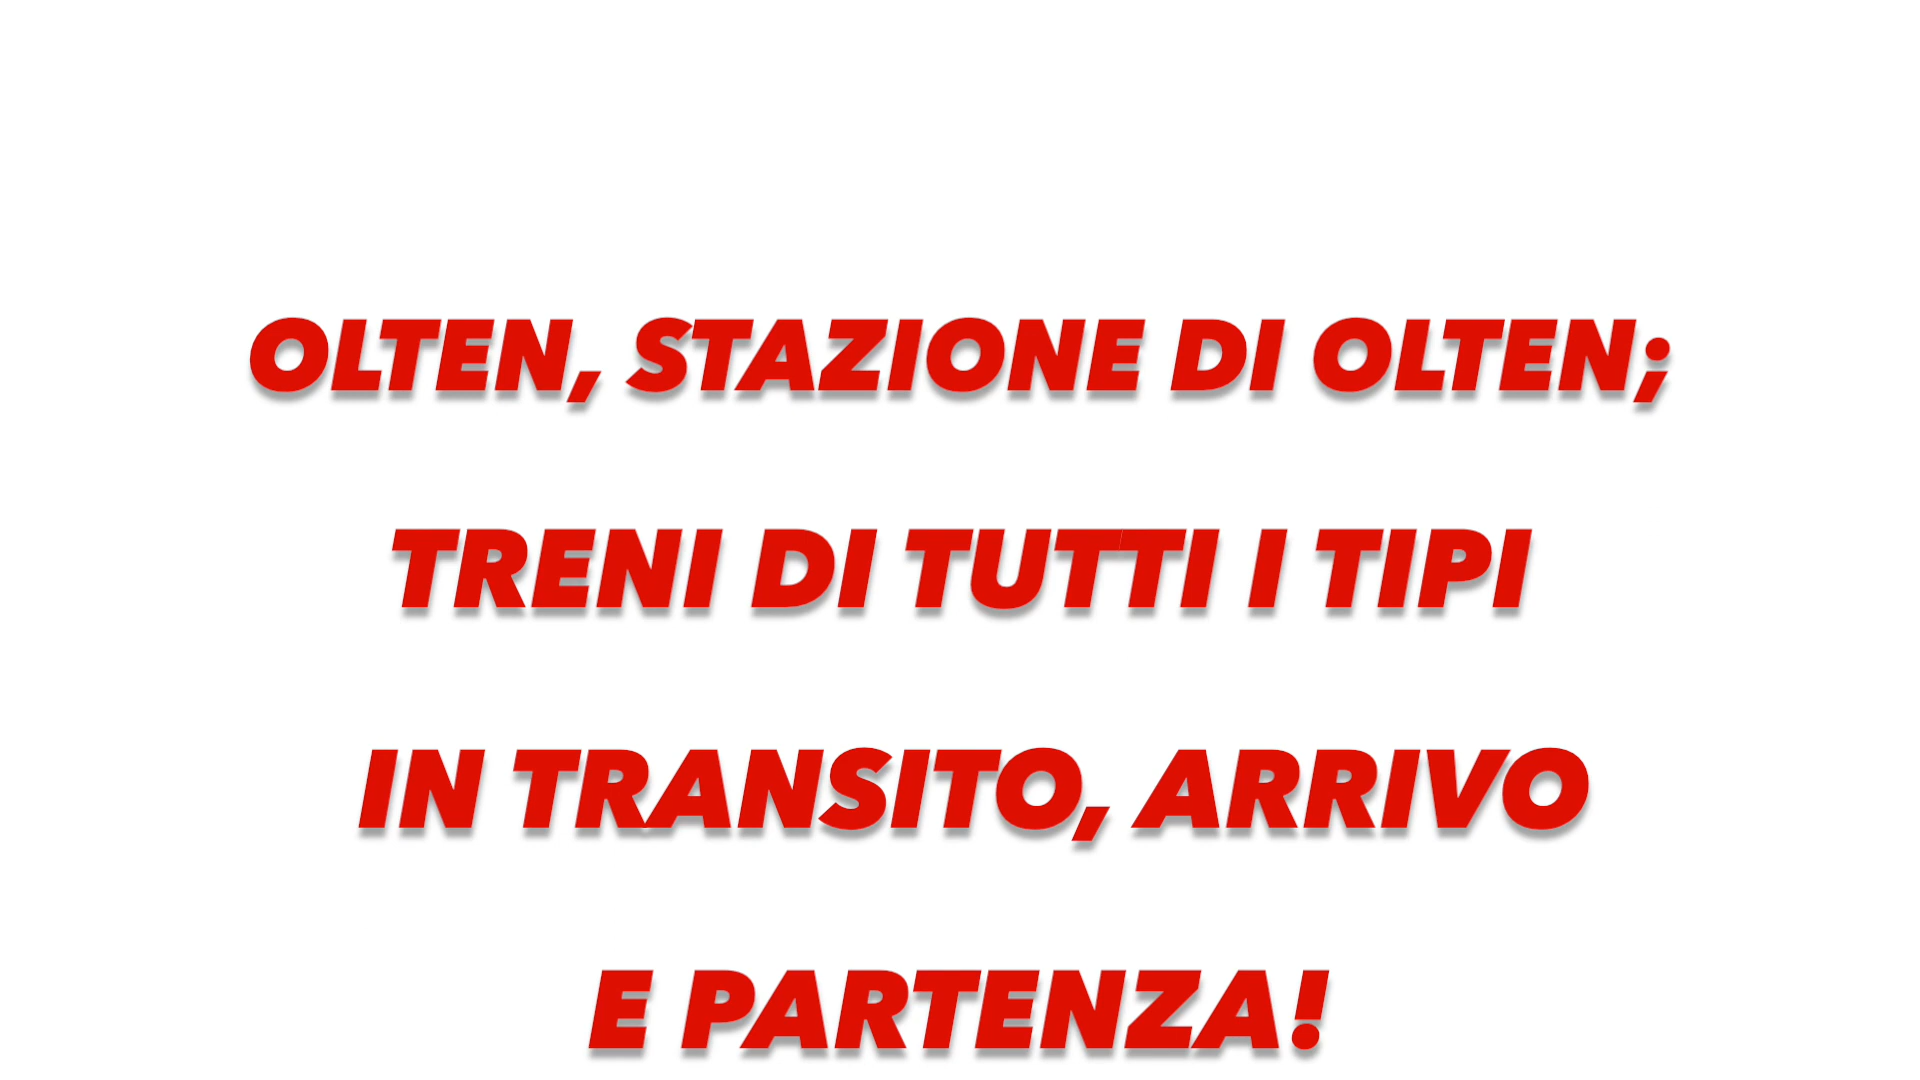 OLTEN, STAZIONE DI OLTEN;
TRENI DI TUTTI I TIPI
IN TRANSITO, ARRIVO
E PARTENZA!